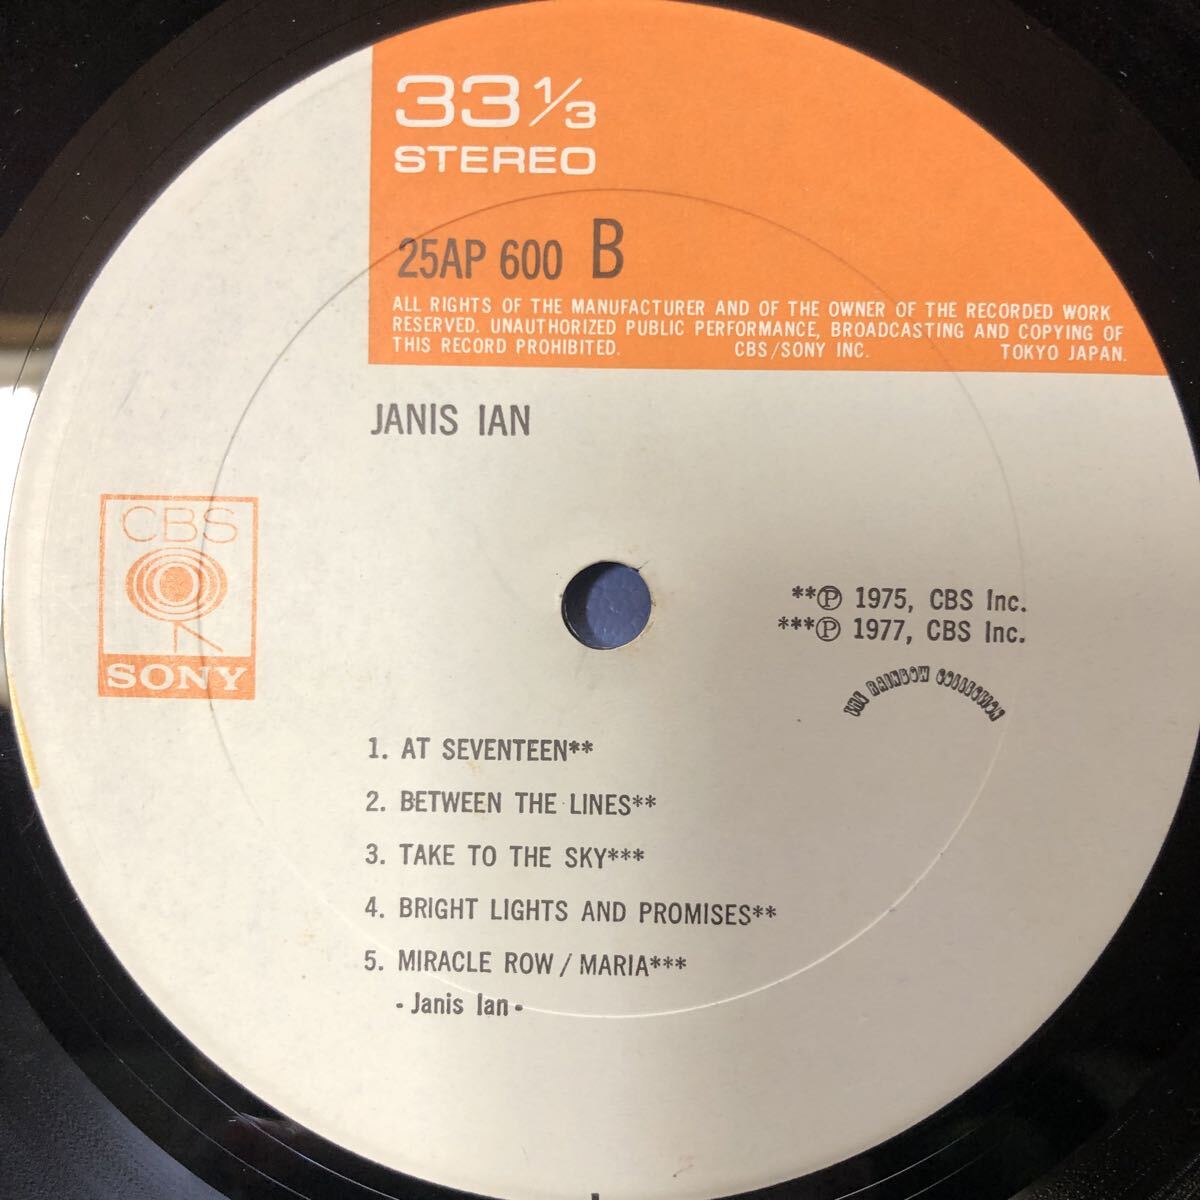 33 1/3
STEREO
25AP 600 B
ALL RIGHTS OF THE MANUFACTURER AND OF THE OWNER OF THE RECORDED WORK
RESERVED. UNAUTHORIZED PUBLIC PERFORMANCE, BROADCASTING AND COPYING OF
THIS RECORD PROHIBITED. CBS/SONY INC. TOKYO JAPAN.
JANIS IAN
CBS
SONY
**Ⓟ 1975, CBS Inc.
***Ⓟ 1977, CBS Inc.
THE RAINBOW COLLECTION
1. AT SEVENTEEN**
2. BETWEEN THE LINES**
3. TAKE TO THE SKY***
4. BRIGHT LIGHTS AND PROMISES**
5. MIRACLE ROW / MARIA***
- Janis Ian -